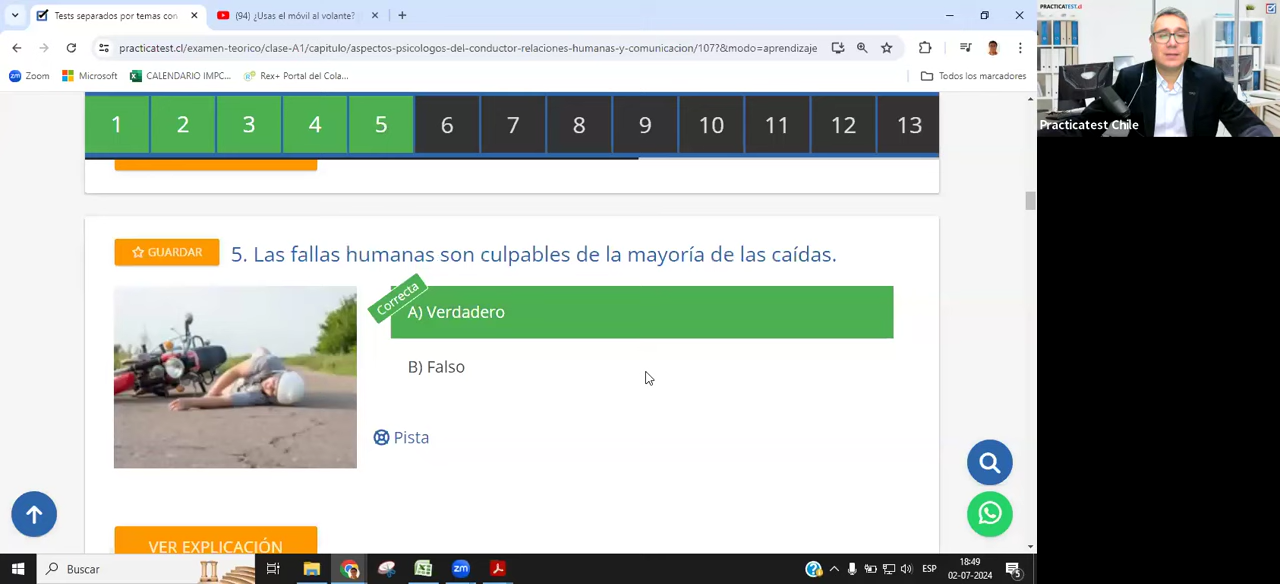 Tests separados por temas con
(94) ¿Usas el móvil al volante?
practicatest.cl/examen-teorico/clase-A1/capitulo/aspectos-psicologos-del-conductor-relaciones-humanas-y-comunicacion/107?&modo=aprendizaje
Zoom
Microsoft
CALENDARIO IMPC...
Rex+ Portal del Cola...
Todos los marcadores
PRACTICATEST.cl
Practicatest Chile
1 2 3 4 5 6 7 8 9 10 11 12 13
GUARDAR
5. Las fallas humanas son culpables de la mayoría de las caídas.
Correcta
A) Verdadero
B) Falso
Pista
VER EXPLICACIÓN
Buscar
ESP
18:49
02-07-2024
5